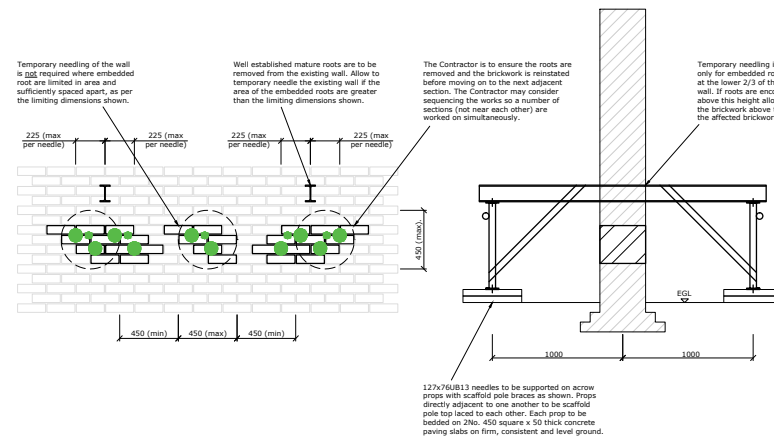 Temporary needling of the wall
is not required where embedded
root are limited in area and
sufficiently spaced apart, as per
the limiting dimensions shown.
Well established mature roots are to be
removed from the existing wall. Allow to
temporary needle the existing wall if the
area of the embedded roots are greater
than the limiting dimensions shown.
The Contractor is to ensure the roots are
removed and the brickwork is reinstated
before moving on to the next adjacent
section. The Contractor may consider
sequencing the works so a number of
sections (not near each other) are
worked on simultaneously.
Temporary needling
only for embedded
at the lower 2/3 of the
wall. If roots are
above this height
the brickwork above
the affected
225 (max
per needle)
225 (max
per needle)
225 (max
per needle)
225 (max
per needle)
450 (max).
450 (min)
450 (max)
450 (min)
EGL
1000
1000
127x76UB13 needles to be supported on acrow
props with scaffold pole braces as shown. Props
directly adjacent to one another to be scaffold
pole top laced to each other. Each prop to be
bedded on 2No. 450 square x 50 thick concrete
paving slabs on firm, consistent and level ground.